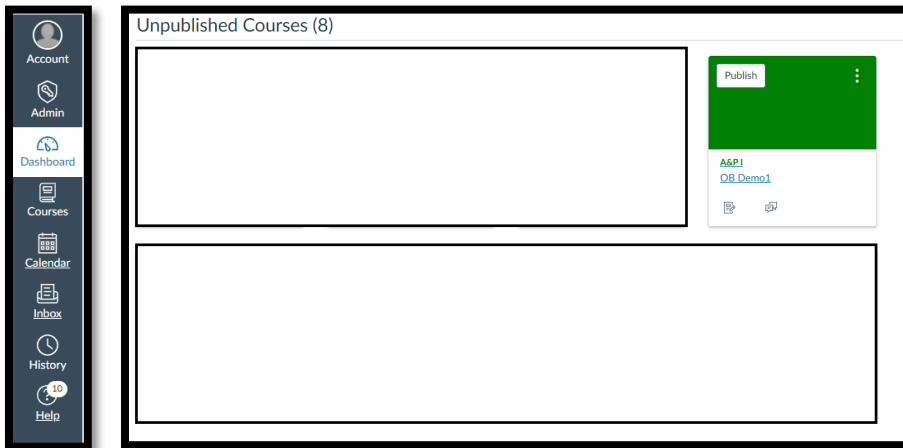 Account
Admin
Dashboard
Courses
Calendar
Inbox
History
10
Help
Unpublished Courses (8)
Publish
A&P I
OB Demo1